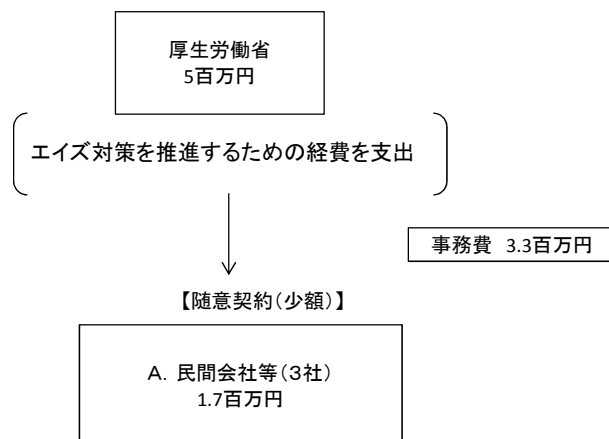 厚生労働省
5百万円
エイズ対策を推進するための経費を支出
事務費 3.3百万円
【随意契約(少額)】
A. 民間会社等(3社)
1.7百万円